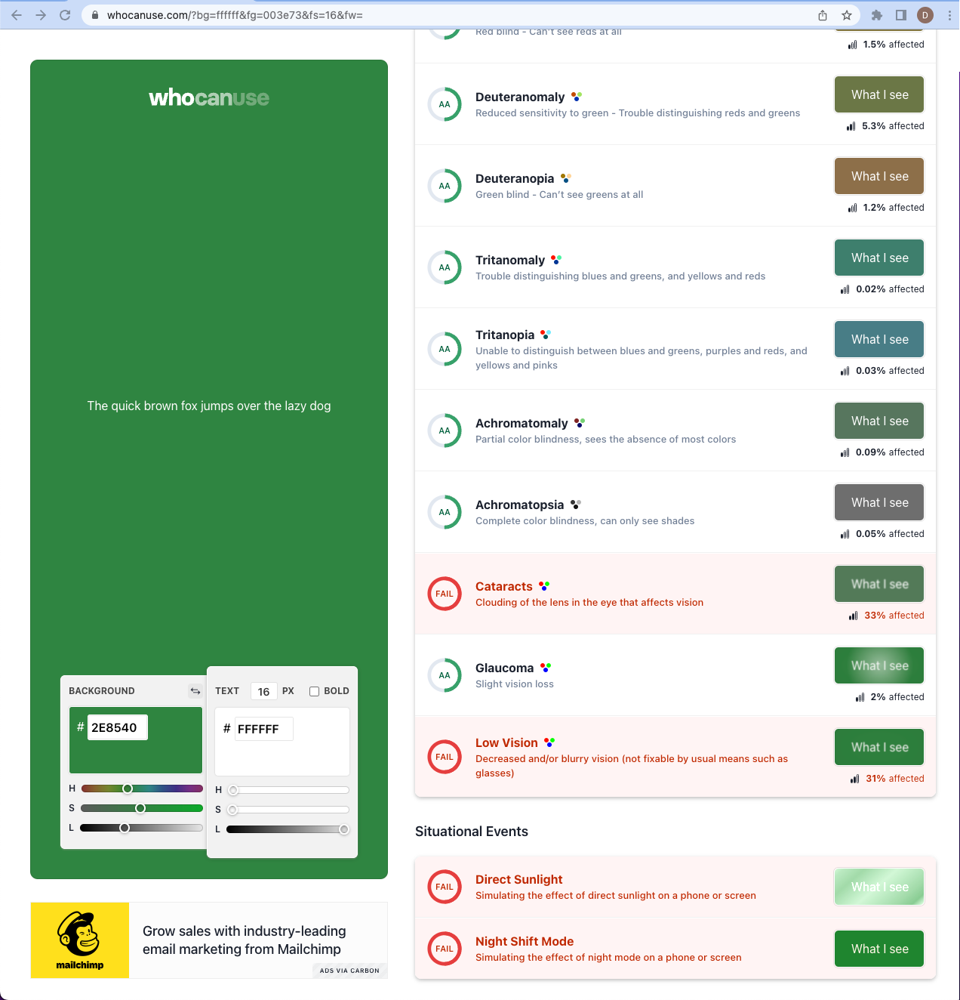 whocanuse.com/?bg=ffffff&fg=003e73&fs=16&fw=
D
whocanuse
The quick brown fox jumps over the lazy dog
BACKGROUND
# 2E8540
H
S
L
TEXT 16 PX BOLD
# FFFFFF
H
S
L
Grow sales with industry-leading
email marketing from Mailchimp
mailchimp
ADS VIA CARBON
Red blind - Can't see reds at all
1.5% affected
AA
Deuteranomaly
Reduced sensitivity to green - Trouble distinguishing reds and greens
What I see
5.3% affected
AA
Deuteranopia
Green blind - Can't see greens at all
What I see
1.2% affected
AA
Tritanomaly
Trouble distinguishing blues and greens, and yellows and reds
What I see
0.02% affected
AA
Tritanopia
Unable to distinguish between blues and greens, purples and reds, and
yellows and pinks
What I see
0.03% affected
AA
Achromatomaly
Partial color blindness, sees the absence of most colors
What I see
0.09% affected
AA
Achromatopsia
Complete color blindness, can only see shades
What I see
0.05% affected
FAIL
Cataracts
Clouding of the lens in the eye that affects vision
What I see
33% affected
AA
Glaucoma
Slight vision loss
What I see
2% affected
FAIL
Low Vision
Decreased and/or blurry vision (not fixable by usual means such as
glasses)
What I see
31% affected
Situational Events
FAIL
Direct Sunlight
Simulating the effect of direct sunlight on a phone or screen
What I see
FAIL
Night Shift Mode
Simulating the effect of night mode on a phone or screen
What I see